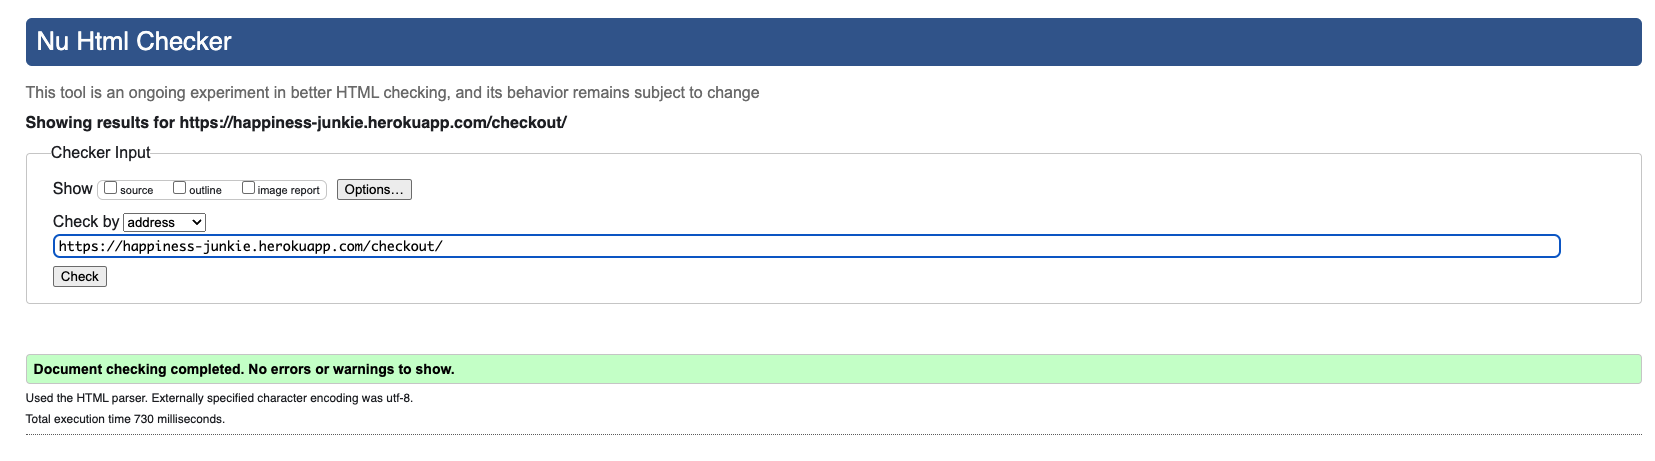 Nu Html Checker
This tool is an ongoing experiment in better HTML checking, and its behavior remains subject to change
Showing results for https://happiness-junkie.herokuapp.com/checkout/
Checker Input
Show source outline image report Options...
Check by address
https://happiness-junkie.herokuapp.com/checkout/
Check
Document checking completed. No errors or warnings to show.
Used the HTML parser. Externally specified character encoding was utf-8.
Total execution time 730 milliseconds.